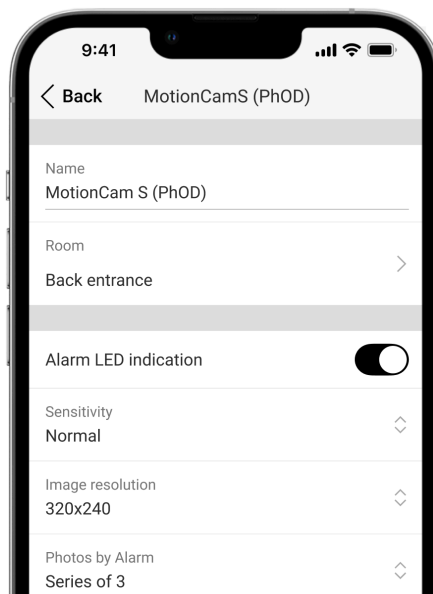 9:41
Back MotionCamS (PhOD)
Name
MotionCam S (PhOD)
Room
Back entrance
Alarm LED indication
Sensitivity
Normal
Image resolution
320x240
Photos by Alarm
Series of 3